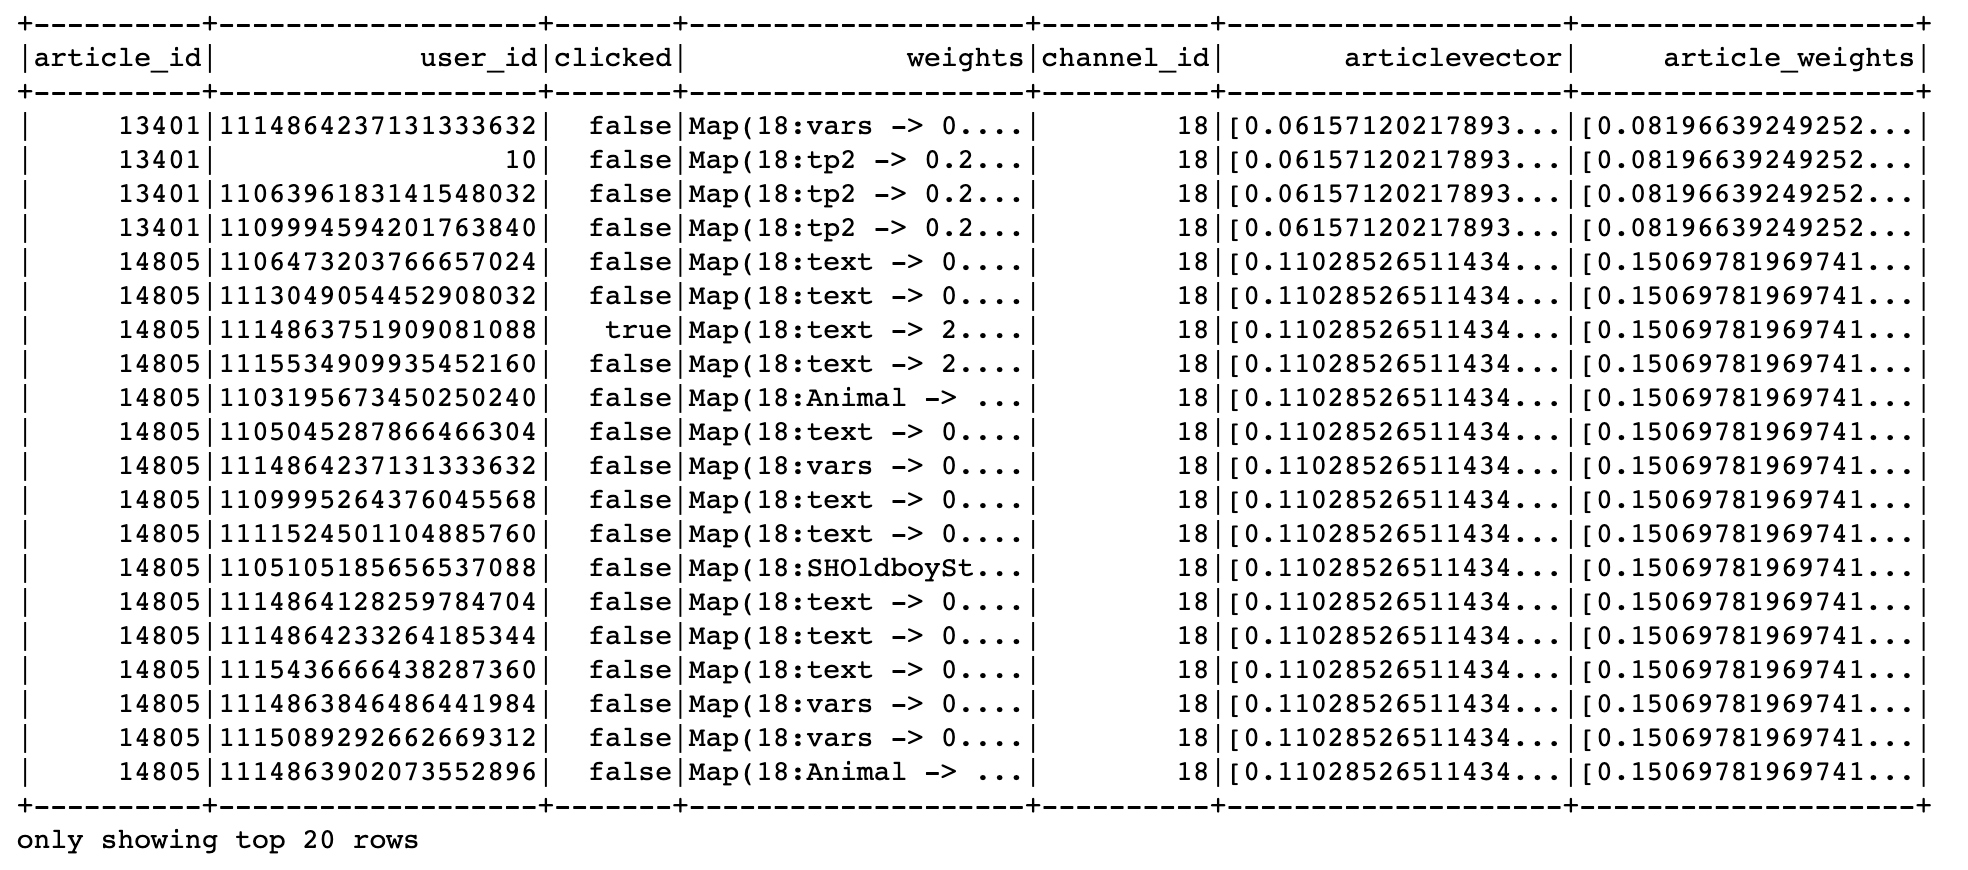 +----------+-------------------+-------+--------------------+----------+--------------------+--------------------+
|article_id|            user_id|clicked|             weights|channel_id|       articlevector|     article_weights|
+----------+-------------------+-------+--------------------+----------+--------------------+--------------------+
|     13401|1114864237131333632|  false|Map(18:vars -> 0....|        18|[0.06157120217893...|[0.08196639249252...|
|     13401|                 10|  false|Map(18:tp2 -> 0.2...|        18|[0.06157120217893...|[0.08196639249252...|
|     13401|1106396183141548032|  false|Map(18:tp2 -> 0.2...|        18|[0.06157120217893...|[0.08196639249252...|
|     13401|1109994594201763840|  false|Map(18:tp2 -> 0.2...|        18|[0.06157120217893...|[0.08196639249252...|
|     14805|1106473203766657024|  false|Map(18:text -> 0....|        18|[0.11028526511434...|[0.15069781969741...|
|     14805|1113049054452908032|  false|Map(18:text -> 0....|        18|[0.11028526511434...|[0.15069781969741...|
|     14805|1114863751909081088|   true|Map(18:text -> 2....|        18|[0.11028526511434...|[0.15069781969741...|
|     14805|1115534909935452160|  false|Map(18:text -> 2....|        18|[0.11028526511434...|[0.15069781969741...|
|     14805|1103195673450250240|  false|Map(18:Animal -> ...|        18|[0.11028526511434...|[0.15069781969741...|
|     14805|1105045287866466304|  false|Map(18:text -> 0....|        18|[0.11028526511434...|[0.15069781969741...|
|     14805|1114864237131333632|  false|Map(18:vars -> 0....|        18|[0.11028526511434...|[0.15069781969741...|
|     14805|1109995264376045568|  false|Map(18:text -> 0....|        18|[0.11028526511434...|[0.15069781969741...|
|     14805|1111524501104885760|  false|Map(18:text -> 0....|        18|[0.11028526511434...|[0.15069781969741...|
|     14805|1105105185656537088|  false|Map(18:SHOldboySt...|        18|[0.11028526511434...|[0.15069781969741...|
|     14805|1114864128259784704|  false|Map(18:text -> 0....|        18|[0.11028526511434...|[0.15069781969741...|
|     14805|1114864233264185344|  false|Map(18:text -> 0....|        18|[0.11028526511434...|[0.15069781969741...|
|     14805|1115436666438287360|  false|Map(18:text -> 0....|        18|[0.11028526511434...|[0.15069781969741...|
|     14805|1114863846486441984|  false|Map(18:vars -> 0....|        18|[0.11028526511434...|[0.15069781969741...|
|     14805|1115089292662669312|  false|Map(18:vars -> 0....|        18|[0.11028526511434...|[0.15069781969741...|
|     14805|1114863902073552896|  false|Map(18:Animal -> ...|        18|[0.11028526511434...|[0.15069781969741...|
+----------+-------------------+-------+--------------------+----------+--------------------+--------------------+
only showing top 20 rows